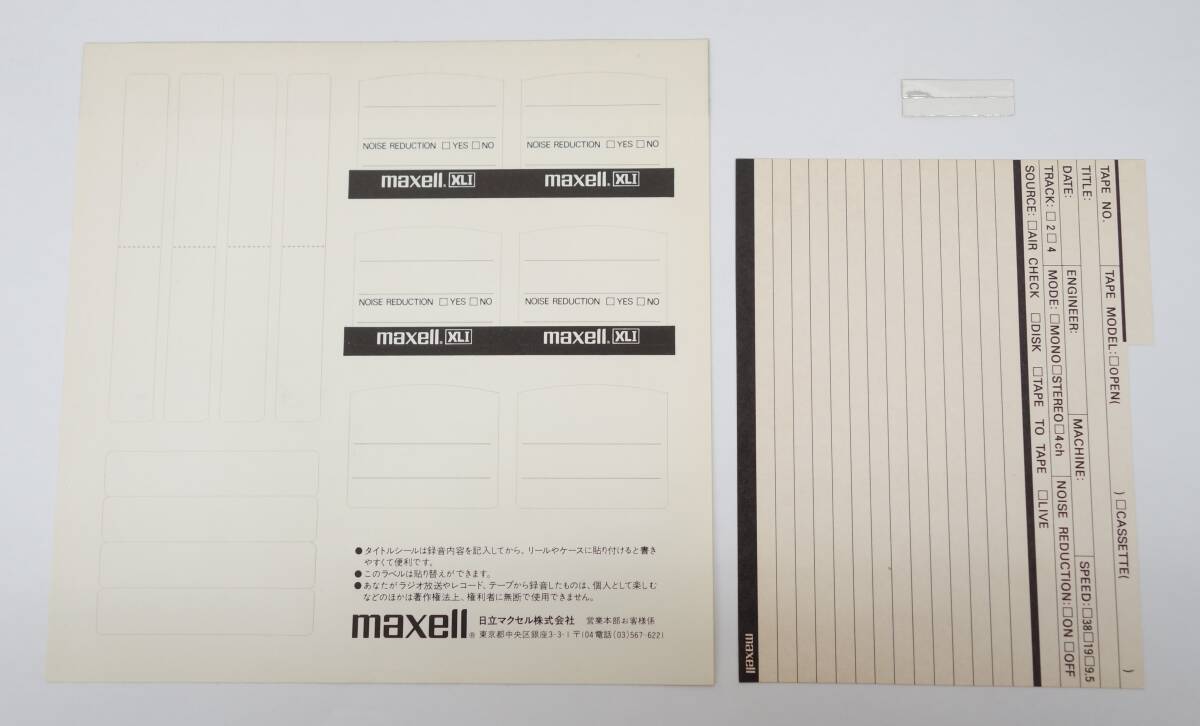 NOISE REDUCTION □ YES □ NO
NOISE REDUCTION □ YES □ NO
maxell. XLI
maxell. XLI
NOISE REDUCTION □ YES □ NO
NOISE REDUCTION □ YES □ NO
maxell. XLI
maxell. XLI
●タイトルシールは録音内容を記入してから、リールやケースに貼り付けると書き
やすくて便利です。
●このラベルは貼り替えができます。
●あなたがラジオ放送やレコード、テープから録音したものは、個人として楽しむ
などのほかは著作権法上、権利者に無断で使用できません。
maxell®
日立マクセル株式会社 営業本部お客様係
東京都中央区銀座3-3-1〒104電話(03)567-6221
TAPE NO. TAPE MODEL: □OPEN( ) □CASSETTE( )
TITLE:
DATE: ENGINEER: MACHINE: SPEED: □38□19□9.5
TRACK: □2□4 MODE: □MONO□STEREO□4ch NOISE REDUCTION: □ON □OFF
SOURCE: □AIR CHECK □DISK □TAPE TO TAPE □LIVE
maxell